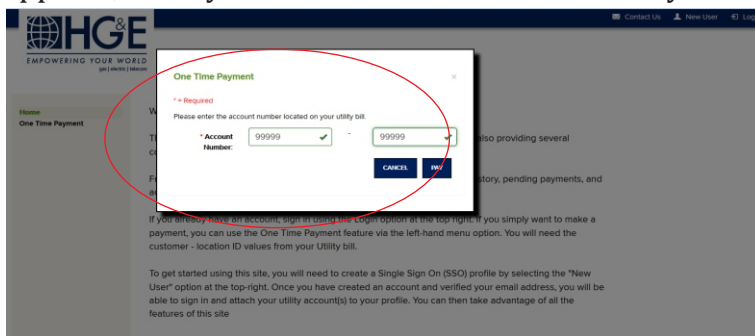 Contact Us New User Log
HG&E
EMPOWERING YOUR WORLD
gas | electric | telecom
Home
One Time Payment
One Time Payment ×
* = Required
Please enter the account number located on your utility bill.
* Account Number: 99999 - 99999
CANCEL PAY
W
also providing several
F story, pending payments, and
If you already have an account, sign in using the Login option at the top right. If you simply want to make a
payment, you can use the One Time Payment feature via the left-hand menu option. You will need the
customer - location ID values from your Utility bill.
To get started using this site, you will need to create a Single Sign On (SSO) profile by selecting the "New
User" option at the top-right. Once you have created an account and verified your email address, you will be
able to sign in and attach your utility account(s) to your profile. You can then take advantage of all the
features of this site